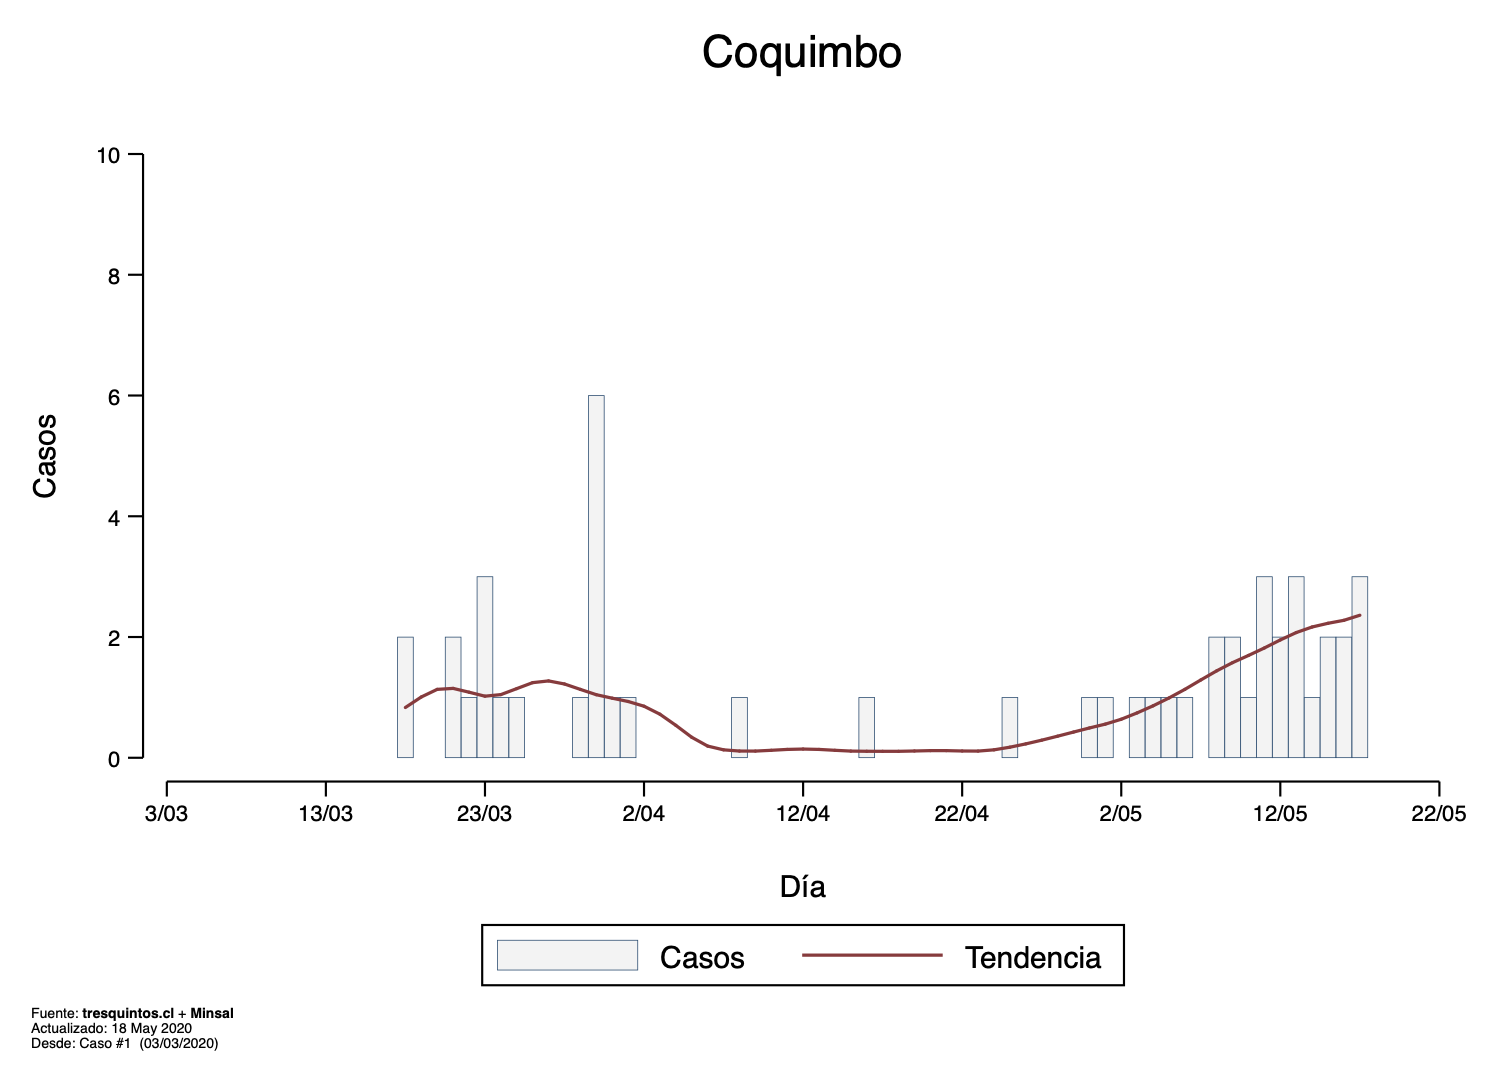 Coquimbo
10
8
6
4
2
0
Casos
3/03 13/03 23/03 2/04 12/04 22/04 2/05 12/05 22/05
Día
Casos Tendencia
Fuente: tresquintos.cl + Minsal
Actualizado: 18 May 2020
Desde: Caso #1 (03/03/2020)